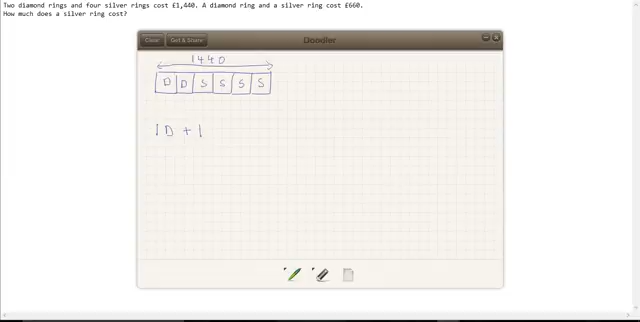 Two diamond rings and four silver rings cost £1,440. A diamond ring and a silver ring cost £660.
How much does a silver ring cost?
Clear Get & Share Doodler
1440
D D S S S S
1D + 1